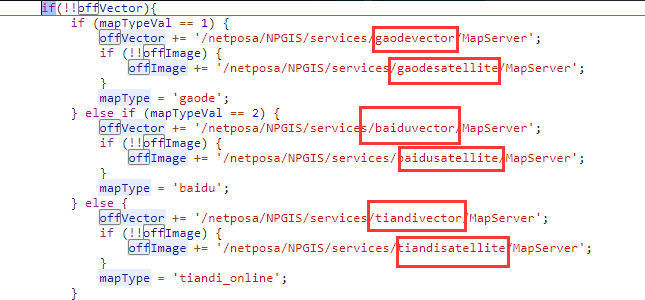 if(!!offVector){
if (mapTypeVal == 1) {
offVector += '/netposa/NPGIS/services/gaodevector/MapServer';
if (!!offImage) {
offImage += '/netposa/NPGIS/services/gaodesatellite/MapServer';
}
mapType = 'gaode';
} else if (mapTypeVal == 2) {
offVector += '/netposa/NPGIS/services/baiduvector/MapServer';
if (!!offImage) {
offImage += '/netposa/NPGIS/services/baidusatellite/MapServer';
}
mapType = 'baidu';
} else {
offVector += '/netposa/NPGIS/services/tiandivector/MapServer';
if (!!offImage) {
offImage += '/netposa/NPGIS/services/tiandisatellite/MapServer';
}
mapType = 'tiandi_online';
}